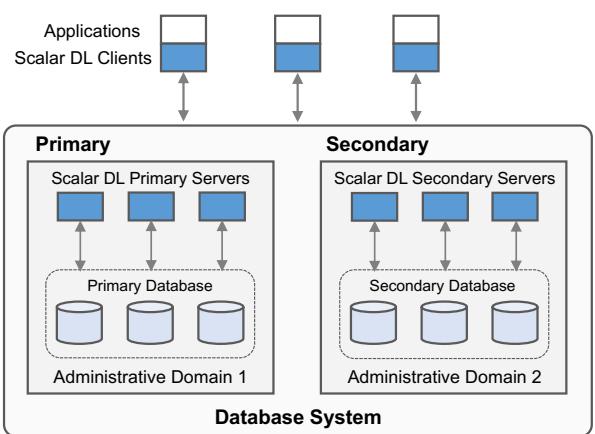 Applications
Scalar DL Clients
Primary
Secondary
Scalar DL Primary Servers
Scalar DL Secondary Servers
Primary Database
Secondary Database
Administrative Domain 1
Administrative Domain 2
Database System